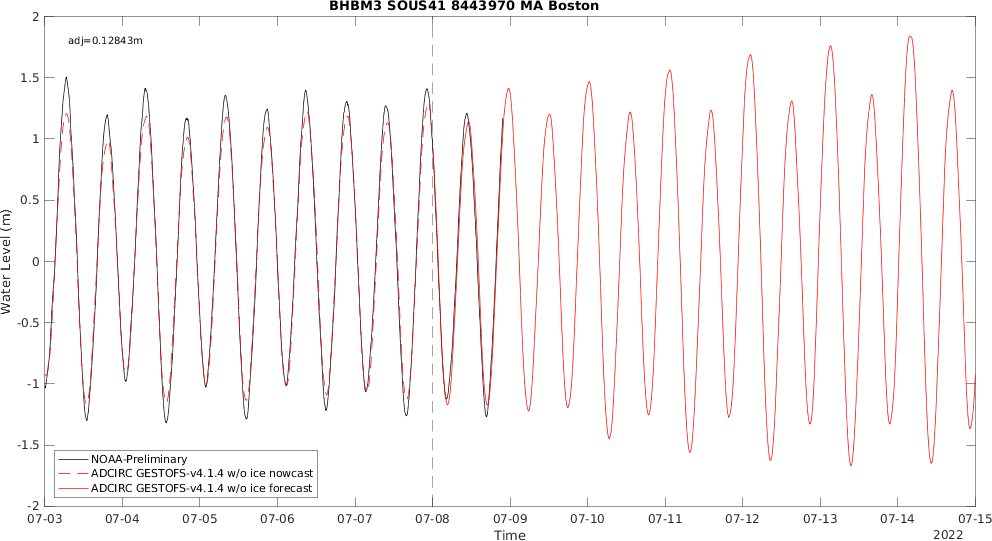 BHBM3 SOUS41 8443970 MA Boston
adj=0.12843m
2
1.5
1
0.5
0
-0.5
-1
-1.5
-2
Water Level (m)
NOAA-Preliminary
ADCIRC GESTOFS-v4.1.4 w/o ice nowcast
ADCIRC GESTOFS-v4.1.4 w/o ice forecast
07-03 07-04 07-05 07-06 07-07 07-08 07-09 07-10 07-11 07-12 07-13 07-14 07-15
Time
2022